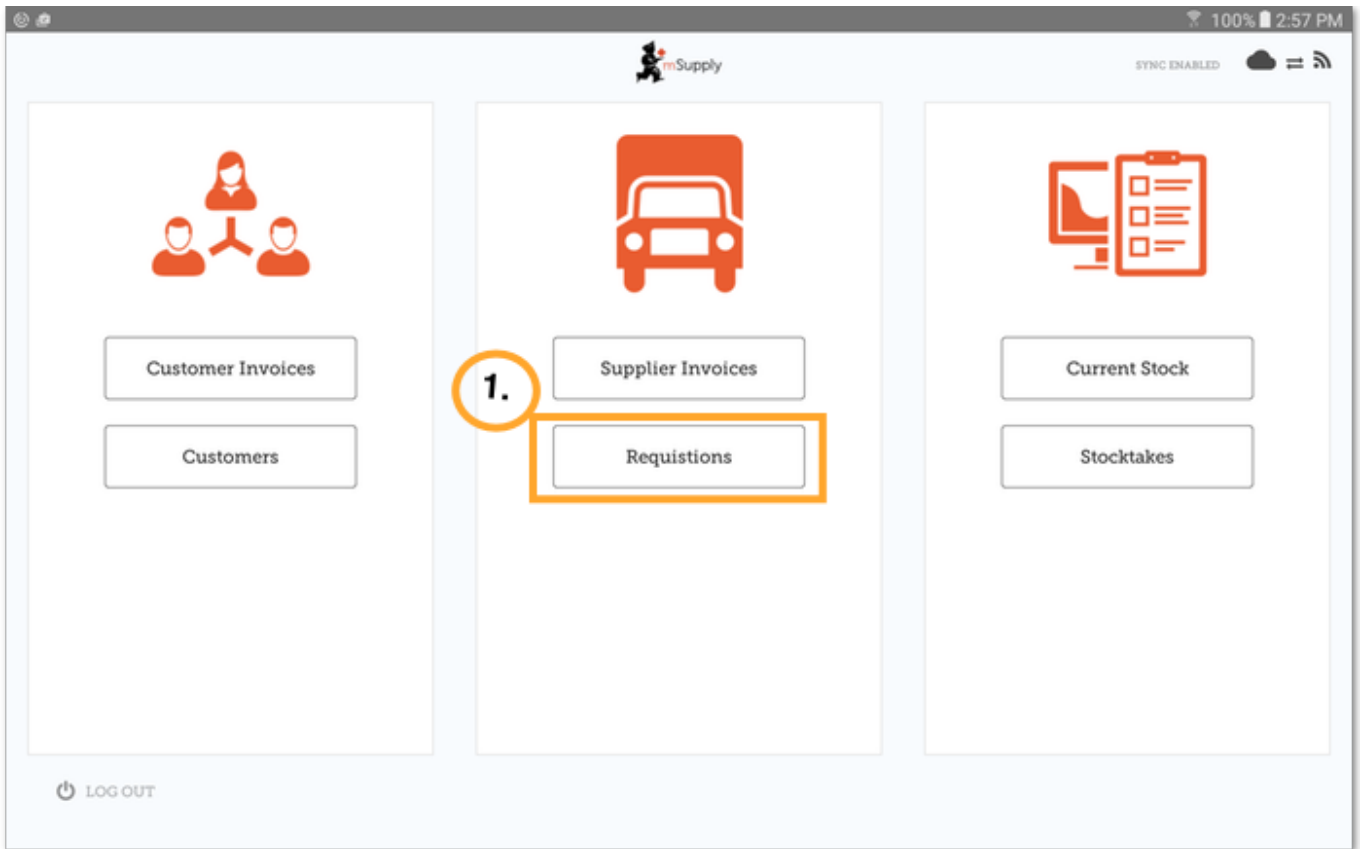 100% 2:57 PM
mSupply
SYNC ENABLED
Customer Invoices
Customers
1.
Supplier Invoices
Requistions
Current Stock
Stocktakes
LOG OUT